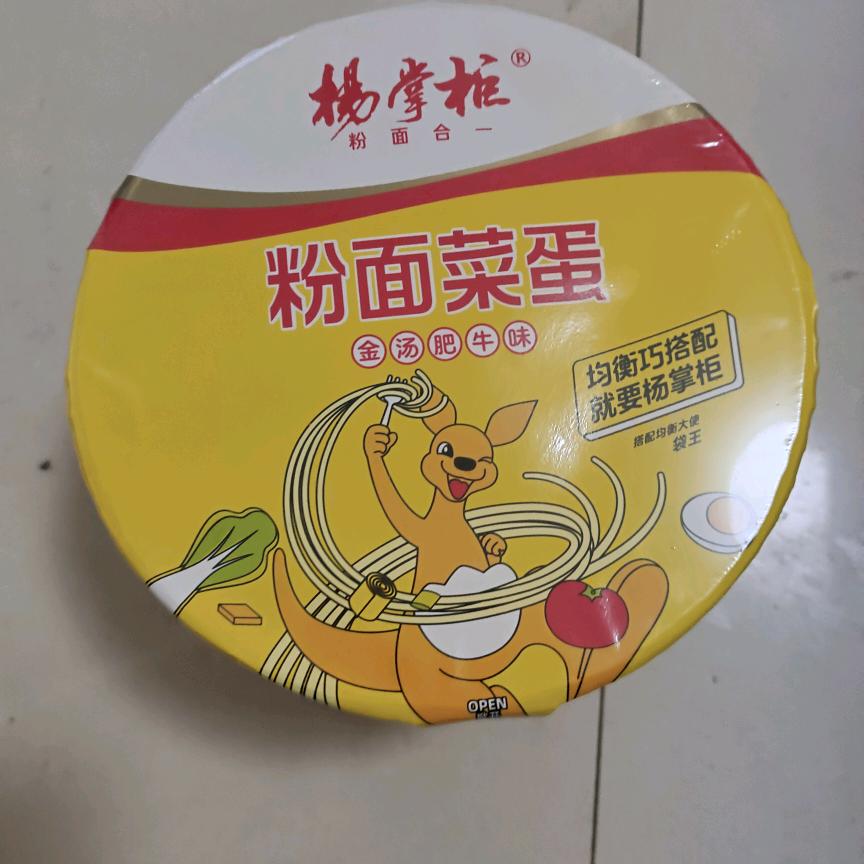 杨掌柜®
粉面合一
粉面菜蛋
金汤肥牛味
均衡巧搭配
就要杨掌柜
搭配均衡大使
袋王
OPEN